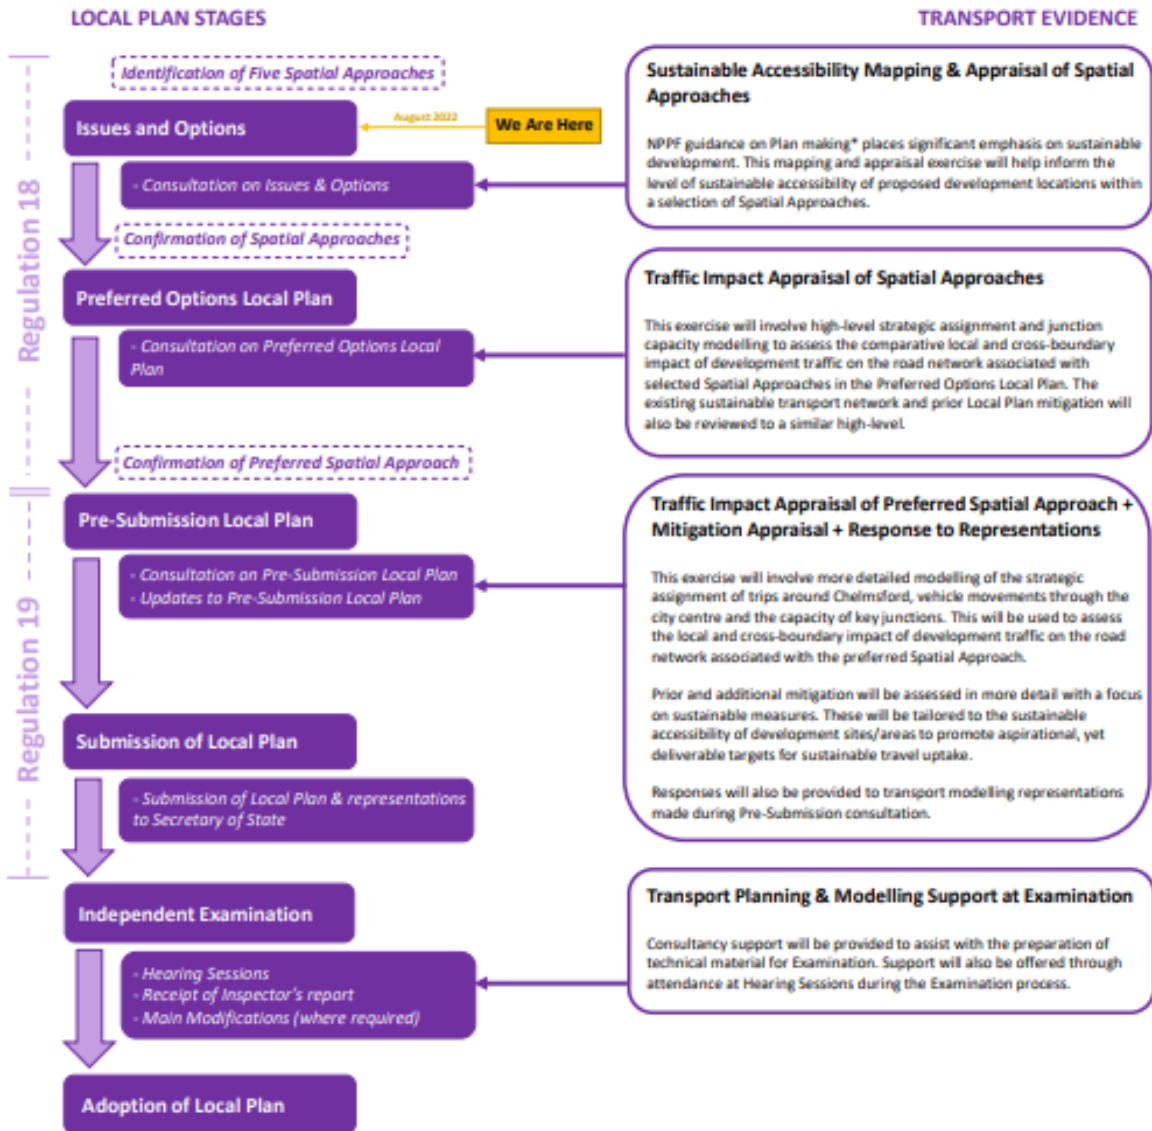 LOCAL PLAN STAGES
TRANSPORT EVIDENCE
Regulation 18
Identification of Five Spatial Approaches
Issues and Options
August 2022
We Are Here
- Consultation on Issues & Options
Confirmation of Spatial Approaches
Sustainable Accessibility Mapping & Appraisal of Spatial
Approaches
NPPF guidance on Plan making* places significant emphasis on sustainable
development. This mapping and appraisal exercise will help inform the
level of sustainable accessibility of proposed development locations within
a selection of Spatial Approaches.
Preferred Options Local Plan
- Consultation on Preferred Options Local
Plan
Confirmation of Preferred Spatial Approach
Traffic Impact Appraisal of Spatial Approaches
This exercise will involve high-level strategic assignment and junction
capacity modelling to assess the comparative local and cross-boundary
impact of development traffic on the road network associated with
selected Spatial Approaches in the Preferred Options Local Plan. The
existing sustainable transport network and prior Local Plan mitigation will
also be reviewed to a similar high-level.
Regulation 19
Pre-Submission Local Plan
- Consultation on Pre-Submission Local Plan
- Updates to Pre-Submission Local Plan
Traffic Impact Appraisal of Preferred Spatial Approach +
Mitigation Appraisal + Response to Representations
This exercise will involve more detailed modelling of the strategic
assignment of trips around Chelmsford, vehicle movements through the
city centre and the capacity of key junctions. This will be used to assess
the local and cross-boundary impact of development traffic on the road
network associated with the preferred Spatial Approach.
Prior and additional mitigation will be assessed in more detail with a focus
on sustainable measures. These will be tailored to the sustainable
accessibility of development sites/areas to promote aspirational, yet
deliverable targets for sustainable travel uptake.
Responses will also be provided to transport modelling representations
made during Pre-Submission consultation.
Submission of Local Plan
- Submission of Local Plan & representations
to Secretary of State
Independent Examination
- Hearing Sessions
- Receipt of Inspector's report
- Main Modifications (where required)
Transport Planning & Modelling Support at Examination
Consultancy support will be provided to assist with the preparation of
technical material for Examination. Support will also be offered through
attendance at Hearing Sessions during the Examination process.
Adoption of Local Plan